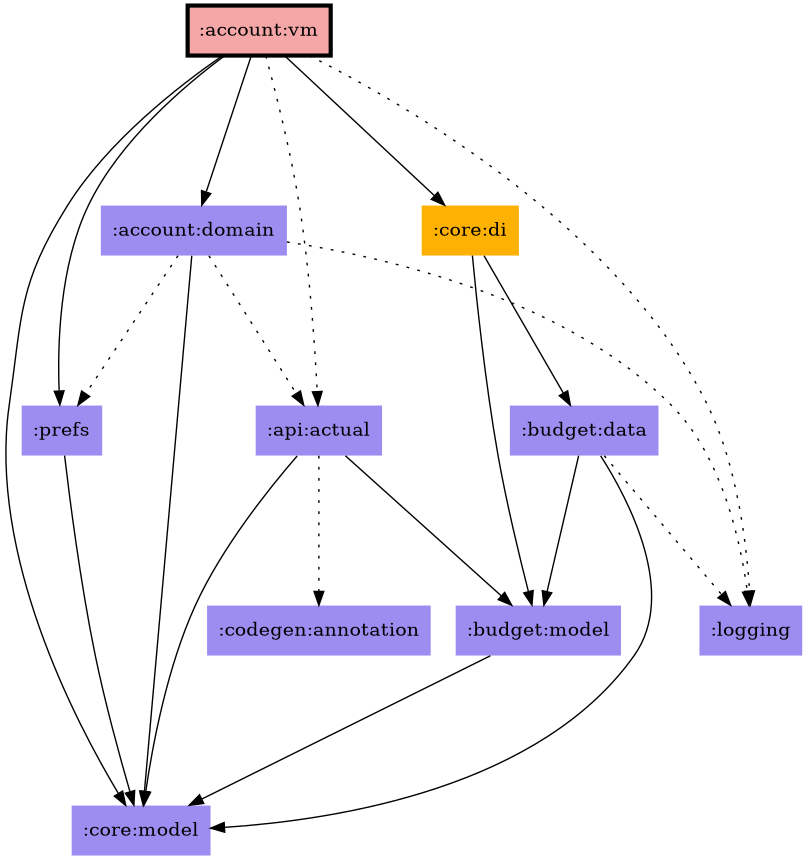 :account:vm
:account:domain
:core:di
:prefs
:api:actual
:budget:data
:codegen:annotation
:budget:model
:logging
:core:model